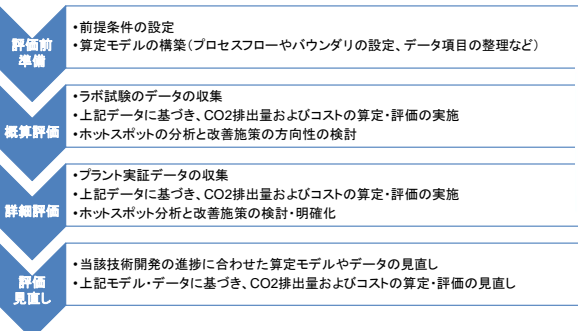 評価前
準備
・前提条件の設定
・算定モデルの構築（プロセスフローやバウンダリの設定、データ項目の整理など）
概算評価
・ラボ試験のデータの収集
・上記データに基づき、CO2排出量およびコストの算定・評価の実施
・ホットスポットの分析と改善施策の方向性の検討
詳細評価
・プラント実証データの収集
・上記データに基づき、CO2排出量およびコストの算定・評価の実施
・ホットスポット分析と改善施策の検討・明確化
評価
見直し
・当該技術開発の進捗に合わせた算定モデルやデータの見直し
・上記モデル・データに基づき、CO2排出量およびコストの算定・評価の見直し